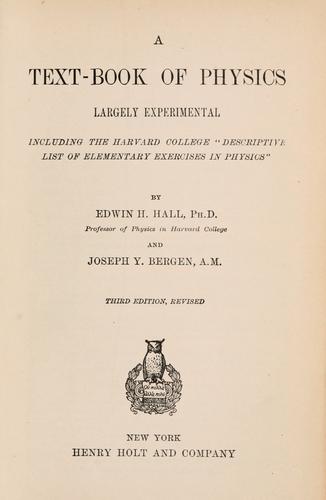 A
TEXT-BOOK OF PHYSICS
LARGELY EXPERIMENTAL
INCLUDING THE HARVARD COLLEGE "DESCRIPTIVE
LIST OF ELEMENTARY EXERCISES IN PHYSICS"
BY
EDWIN H. HALL, PH.D.
Professor of Physics in Harvard College
AND
JOSEPH Y. BERGEN, A.M.
THIRD EDITION, REVISED
NEW YORK
HENRY HOLT AND COMPANY